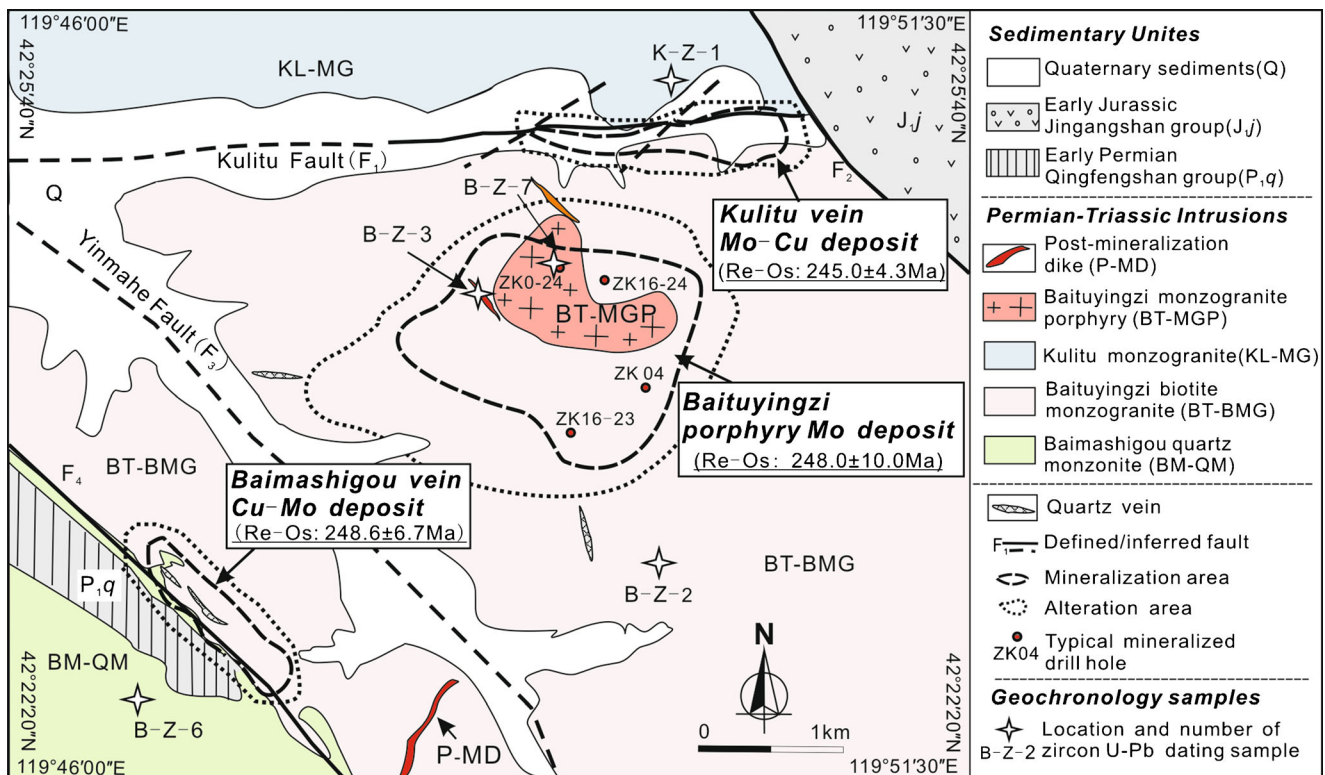 119°46′00″E
119°51′30″E
42°25′40″N
42°25′40″N
KL-MG
K-Z-1
J₁j
Kulitu Fault (F₁)
F₂
Q
B-Z-7
B-Z-3
Kulitu vein
Mo-Cu deposit
(Re-Os: 245.0±4.3Ma)
Yinmahe Fault (F₃)
ZK0-24
ZK16-24
BT-MGP
ZK 04
ZK16-23
Baituyingzi
porphyry Mo deposit
(Re-Os: 248.0±10.0Ma)
F₄
BT-BMG
Baimashigou vein
Cu-Mo deposit
(Re-Os: 248.6±6.7Ma)
P₁q
BT-BMG
B-Z-2
BM-QM
B-Z-6
P-MD
N
0 1km
42°22′20″N
42°22′20″N
119°46′00″E
119°51′30″E
Sedimentary Unites
Quaternary sediments(Q)
Early Jurassic
Jingangshan group(J₁j)
Early Permian
Qingfengshan group(P₁q)
Permian-Triassic Intrusions
Post-mineralization
dike (P-MD)
Baituyingzi monzogranite
porphyry (BT-MGP)
Kulitu monzogranite(KL-MG)
Baituyingzi biotite
monzogranite (BT-BMG)
Baimashigou quartz
monzonite (BM-QM)
Quartz vein
F₁ Defined/inferred fault
Mineralization area
Alteration area
Typical mineralized
ZK04 drill hole
Geochronology samples
Location and number of
B-Z-2 zircon U-Pb dating sample